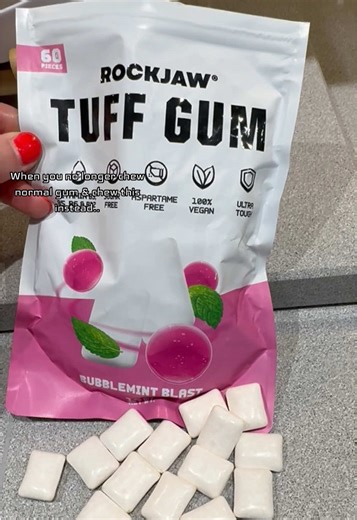 60
PIECES
ROCKJAW®
TUFF GUM
When you no longer chew
normal gum & chew this
instead..
FREE
ASPARTAME
FREE
100%
VEGAN
ULTRA
TOUGH
BUBBLEMINT BLAST